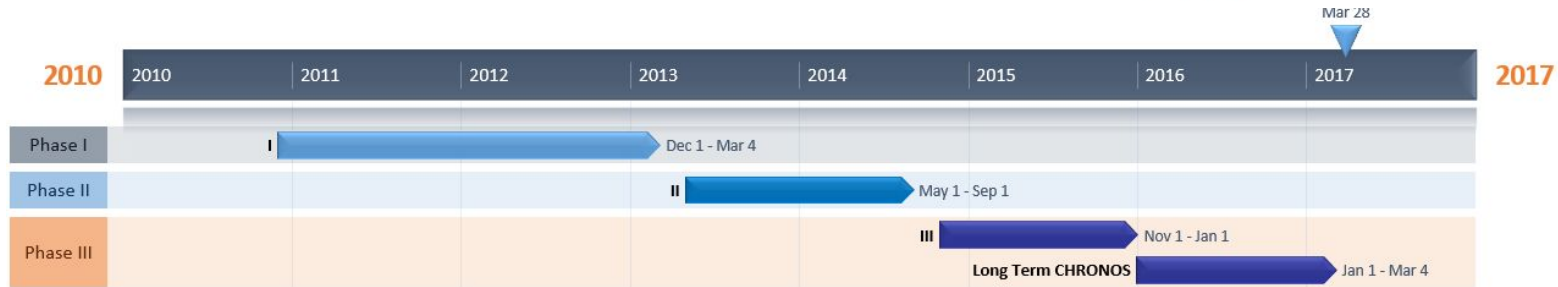 Mar 28
2010 2010 2011 2012 2013 2014 2015 2016 2017 2017
Phase I I Dec 1 - Mar 4
Phase II II May 1 - Sep 1
Phase III
III Nov 1 - Jan 1
Long Term CHRONOS Jan 1 - Mar 4